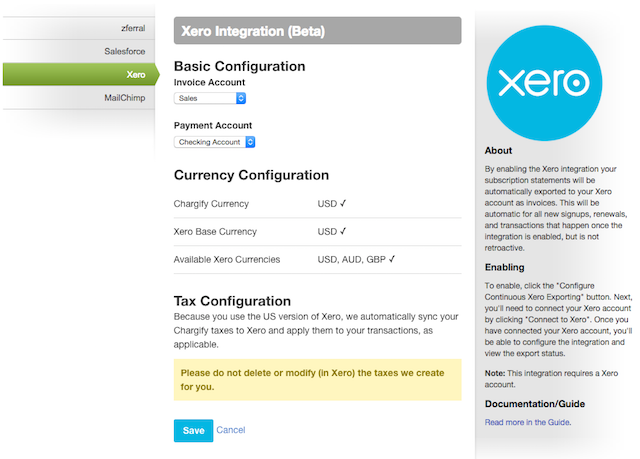 zferral
Salesforce
Xero
MailChimp
Xero Integration (Beta)
Basic Configuration
Invoice Account
Sales
Payment Account
Checking Account
Currency Configuration
Chargify Currency USD ✓
Xero Base Currency USD ✓
Available Xero Currencies USD, AUD, GBP ✓
Tax Configuration
Because you use the US version of Xero, we automatically sync your
Chargify taxes to Xero and apply them to your transactions, as
applicable.
Please do not delete or modify (in Xero) the taxes we create
for you.
Save Cancel
xero
About
By enabling the Xero integration your
subscription statements will be
automatically exported to your Xero
account as invoices. This will be
automatic for all new signups, renewals,
and transactions that happen once the
integration is enabled, but is not
retroactive.
Enabling
To enable, click the "Configure
Continuous Xero Exporting" button. Next,
you'll need to connect your Xero account
by clicking "Connect to Xero". Once you
have connected your Xero account, you'll
be able to configure the integration and
view the export status.
Note: This integration requires a Xero
account.
Documentation/Guide
Read more in the Guide.